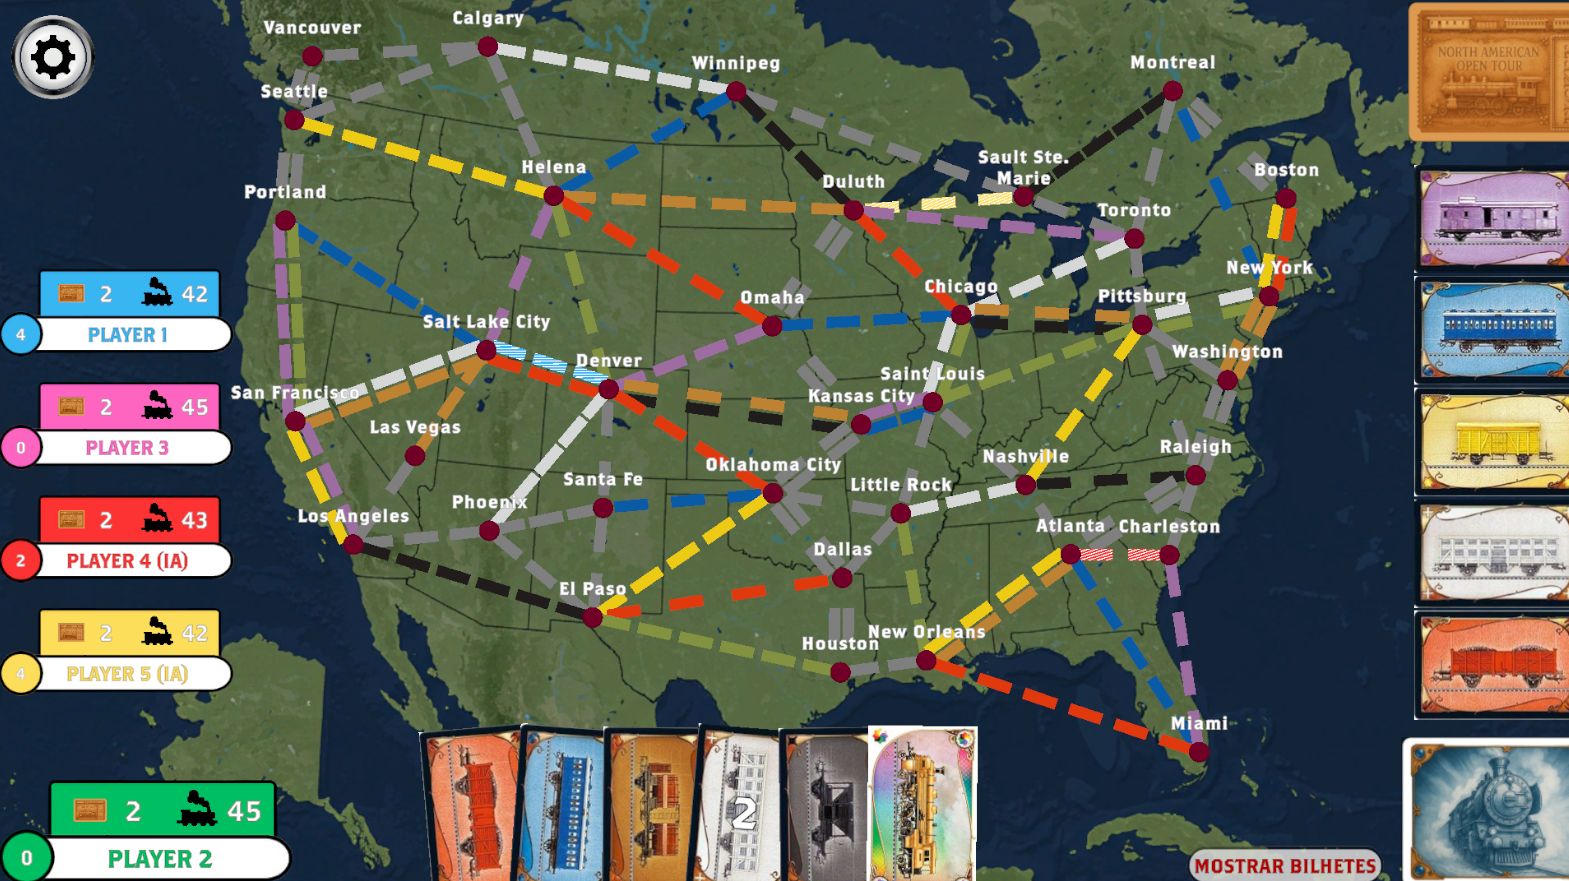 Vancouver
Calgary
Winnipeg
Montreal
NORTH AMERICAN
OPEN TOUR
Seattle
Helena
Sault Ste.
Marie
Boston
Portland
Duluth
Toronto
2 42
4 PLAYER 1
New York
Salt Lake City
Omaha
Chicago
Pittsburg
Denver
Washington
2 45
0 PLAYER 3
San Francisco
Las Vegas
Saint Louis
Kansas City
Raleigh
2 43
2 PLAYER 4 (IA)
Oklahoma City
Nashville
Santa Fe
Little Rock
Phoenix
Los Angeles
Atlanta
Charleston
Dallas
El Paso
2 42
4 PLAYER 5 (IA)
Houston
New Orleans
Miami
2 45
0 PLAYER 2
2
MOSTRAR BILHETES